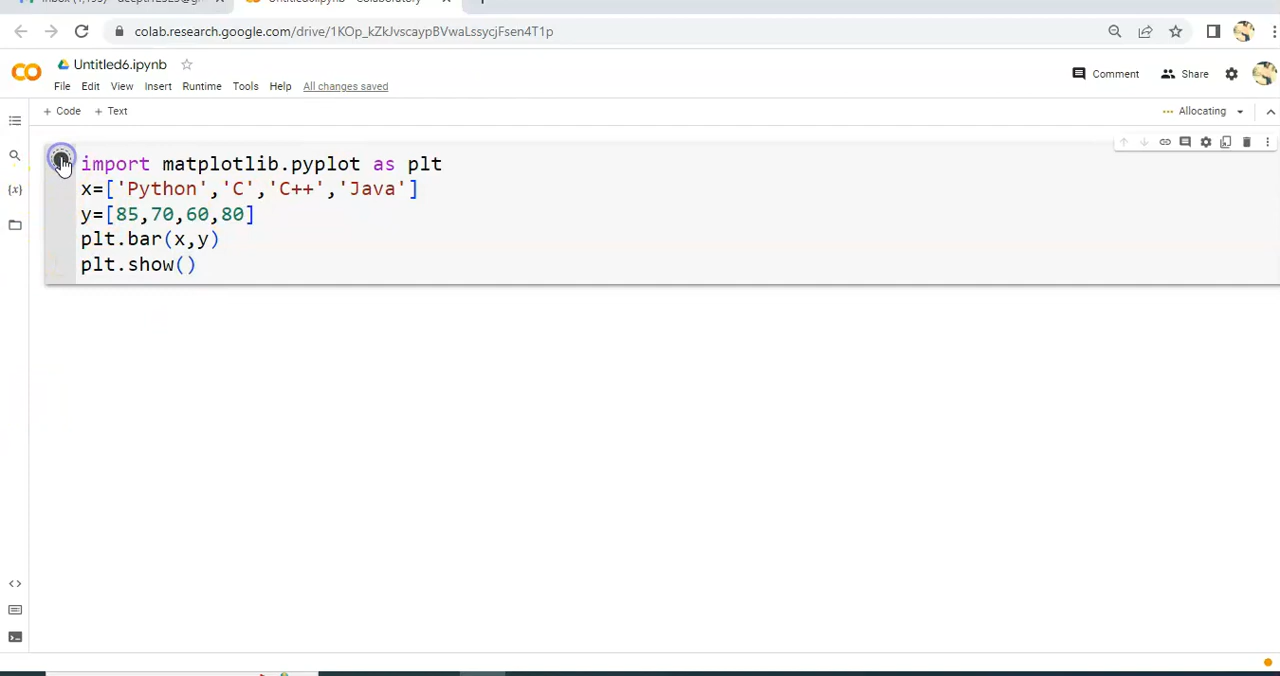 colab.research.google.com/drive/1KOp_kZkJvscaypBVwaLssycjFsen4T1p
CO Untitled6.ipynb
File Edit View Insert Runtime Tools Help All changes saved
Comment Share
+ Code + Text
Allocating
import matplotlib.pyplot as plt
x=['Python','C','C++','Java']
y=[85,70,60,80]
plt.bar(x,y)
plt.show()
{x}
<>